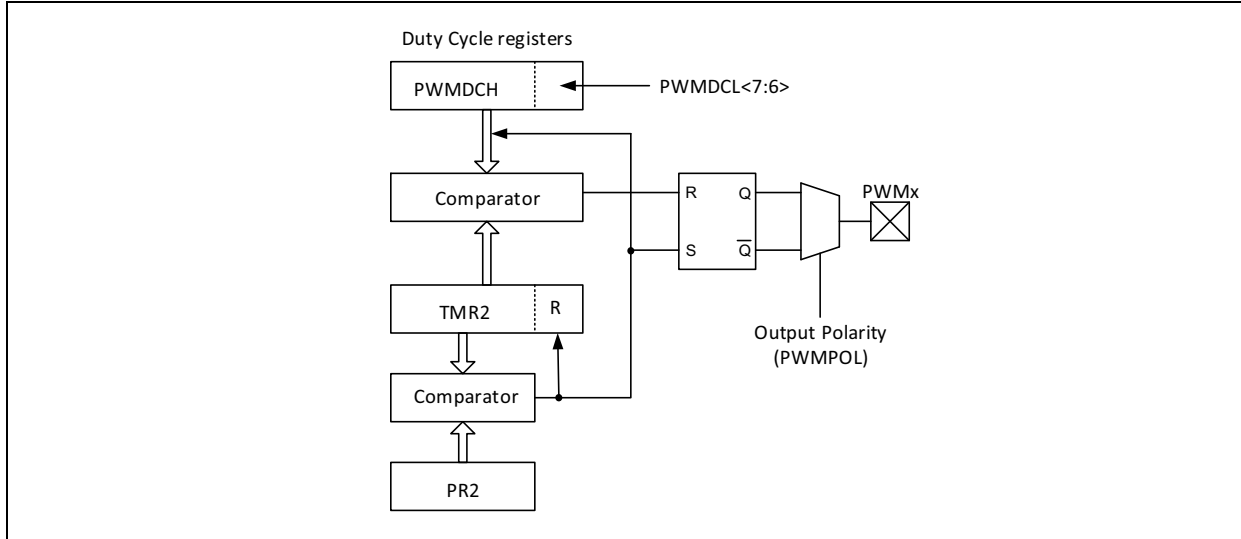 Duty Cycle registers
PWMDCH
PWMDCL<7:6>
Comparator
R Q
PWMx
S Q̅
TMR2 R
Output Polarity
(PWMPOL)
Comparator
PR2